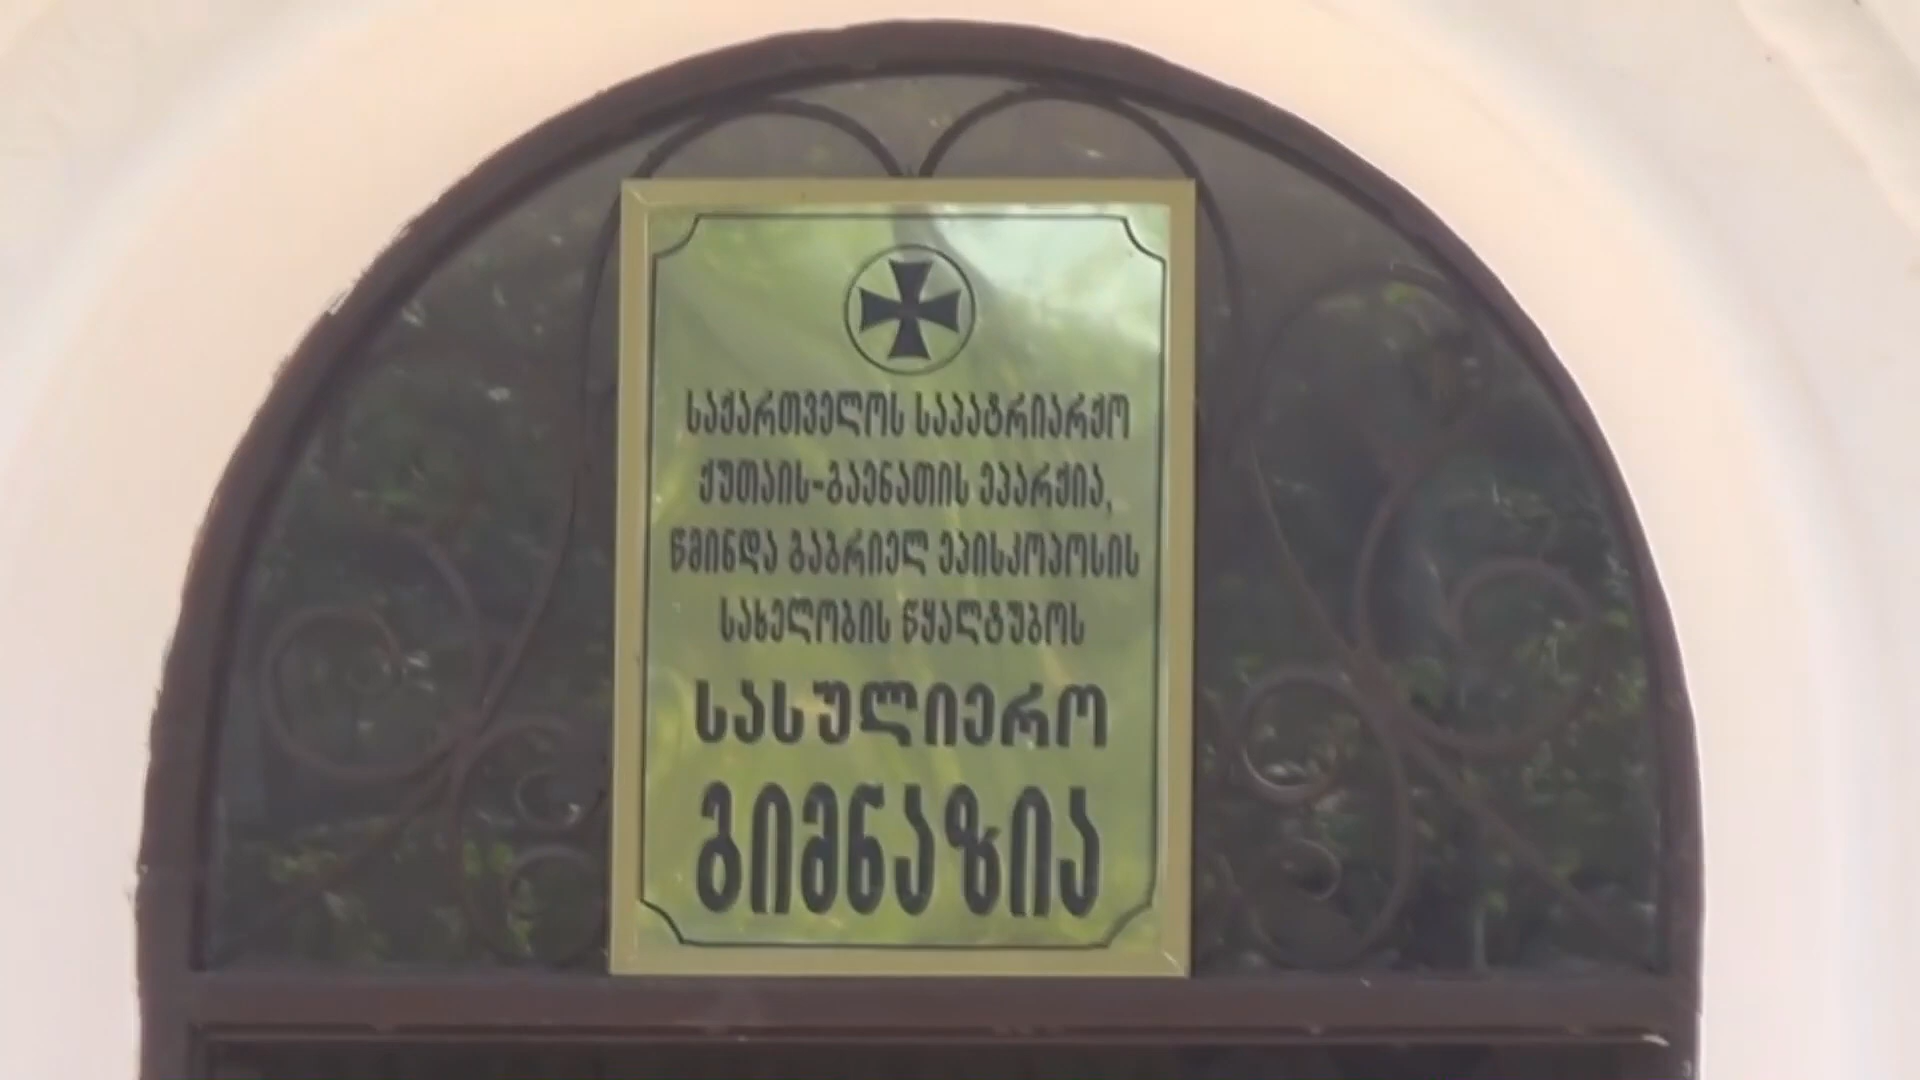 საქართველოს საპატრიარქო
ქუთაის-გაენათის ეპარქია,
წმინდა გაბრიელ ეპისკოპოსის
სახელობის წყალტუბოს
სასულიერო
გიმნაზია